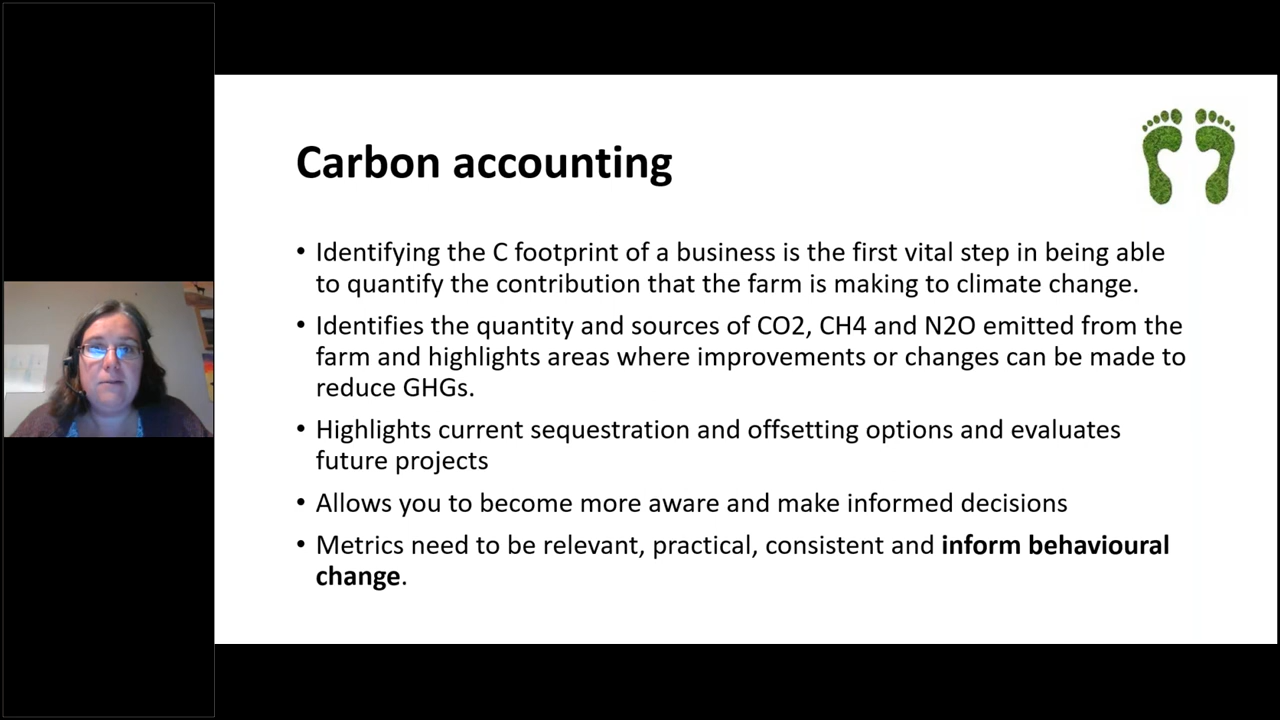 Carbon accounting
• Identifying the C footprint of a business is the first vital step in being able
to quantify the contribution that the farm is making to climate change.
• Identifies the quantity and sources of CO2, CH4 and N2O emitted from the
farm and highlights areas where improvements or changes can be made to
reduce GHGs.
• Highlights current sequestration and offsetting options and evaluates
future projects
• Allows you to become more aware and make informed decisions
• Metrics need to be relevant, practical, consistent and inform behavioural
change.